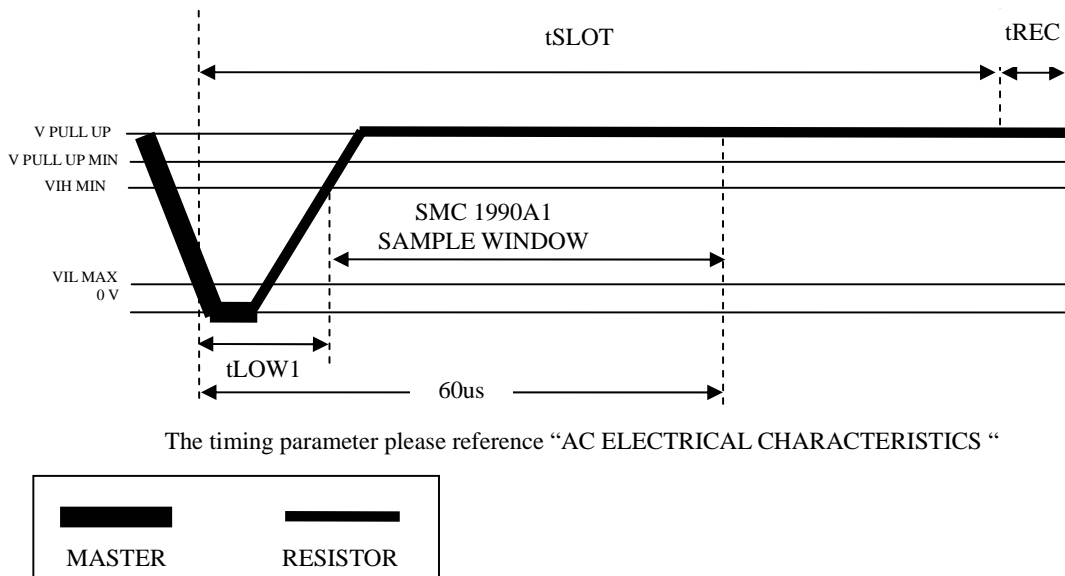 tSLOT
tREC
V PULL UP
V PULL UP MIN
VIH MIN
SMC 1990A1
SAMPLE WINDOW
VIL MAX
0 V
tLOW1
60us
The timing parameter please reference “AC ELECTRICAL CHARACTERISTICS “
MASTER
RESISTOR